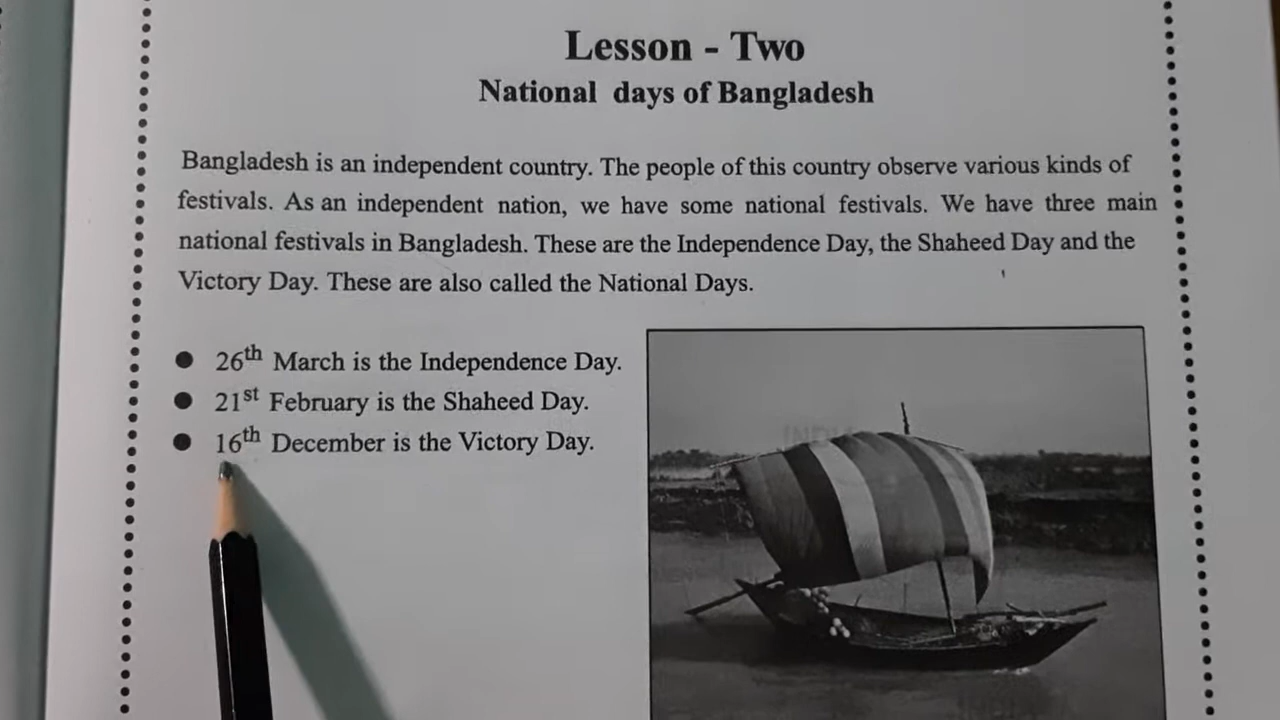 Lesson - Two
National days of Bangladesh
Bangladesh is an independent country. The people of this country observe various kinds of
festivals. As an independent nation, we have some national festivals. We have three main
national festivals in Bangladesh. These are the Independence Day, the Shaheed Day and the
Victory Day. These are also called the National Days.
● 26th March is the Independence Day.
● 21st February is the Shaheed Day.
● 16th December is the Victory Day.